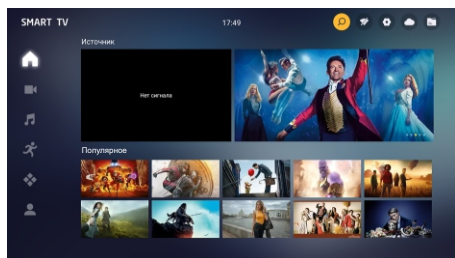 SMART TV
17:49
Источник
Нет сигнала
Популярное